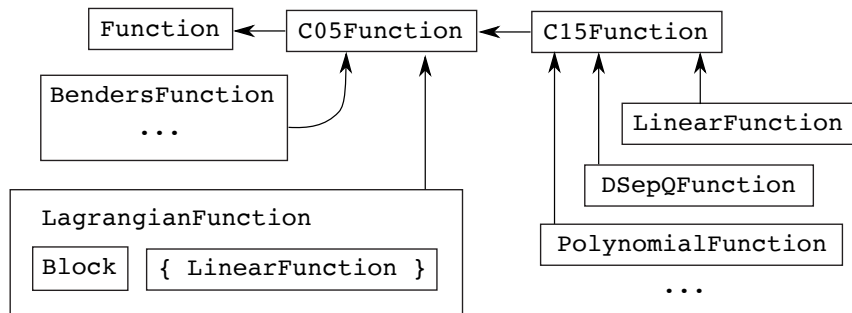 Function
C05Function
C15Function
BendersFunction
...
LinearFunction
DSepQFunction
LagrangianFunction
PolynomialFunction
Block
{ LinearFunction }
...